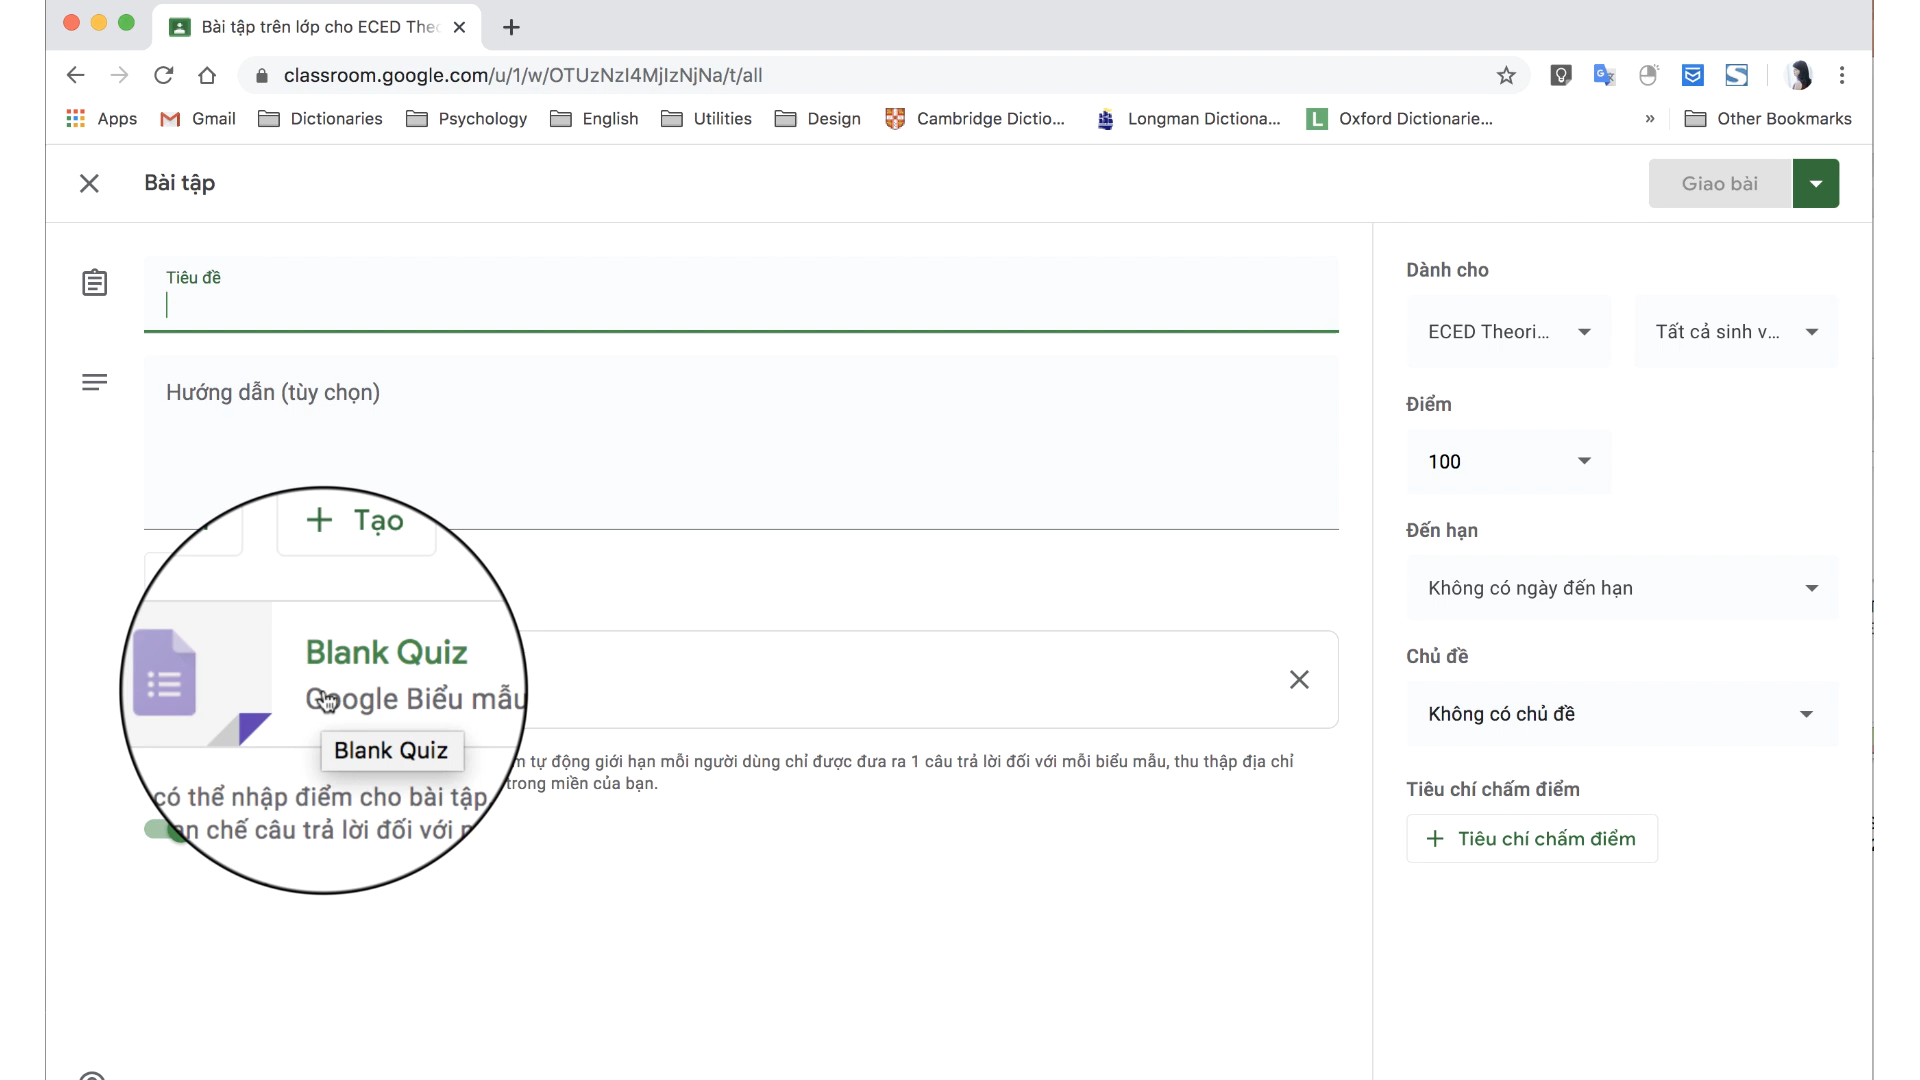 Bài tập trên lớp cho ECED Theo
classroom.google.com/u/1/w/OTUzNzI4MjIzNjNa/t/all
Apps
Gmail
Dictionaries
Psychology
English
Utilities
Design
Cambridge Dictio...
Longman Dictiona...
L
Oxford Dictionarie...
»
Other Bookmarks
Bài tập
Giao bài
Tiêu đề
Hướng dẫn (tùy chọn)
Tạo
Blank Quiz
Google Biểu mẫu
Blank Quiz
tự động giới hạn mỗi người dùng chỉ được đưa ra 1 câu trả lời đối với mỗi biểu mẫu, thu thập địa chỉ
trong miền của bạn.
có thể nhập điểm cho bài tập,
chế câu trả lời đối với
Dành cho
ECED Theori...
Tất cả sinh v...
Điểm
100
Đến hạn
Không có ngày đến hạn
Chủ đề
Không có chủ đề
Tiêu chí chấm điểm
Tiêu chí chấm điểm